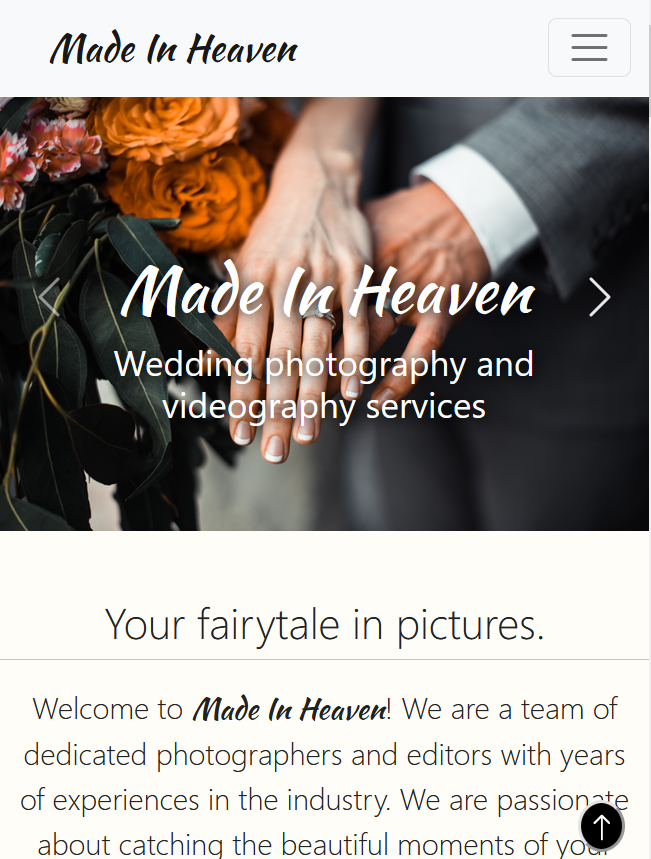 Made In Heaven
Made In Heaven
Wedding photography and
videography services
Your fairytale in pictures.
Welcome to Made In Heaven! We are a team of
dedicated photographers and editors with years
of experiences in the industry. We are passionate
about catching the beautiful moments of your